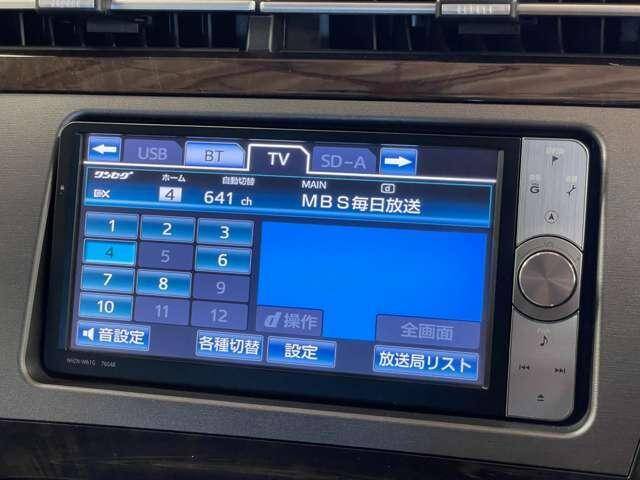 USB BT TV SD-A
ワンセグ ホーム 自動切替 MAIN d
4 641 ch MBS毎日放送
1 2 3
4 5 6
7 8 9
10 11 12
d操作 全画面
音設定 各種切替 設定 放送局リスト
NHZN-W61G
G